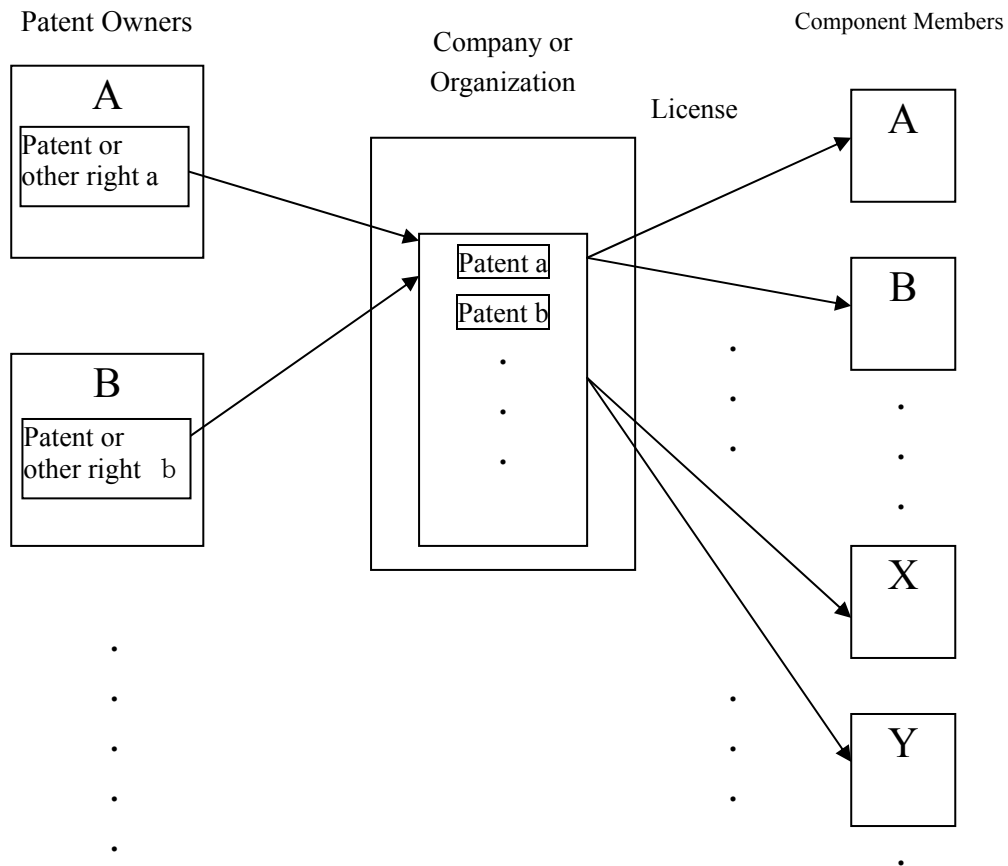 Patent Owners
A
Patent or
other right a
B
Patent or
other right ｂ
Company or
Organization
Patent a
Patent b
License
Component Members
A
B
X
Y